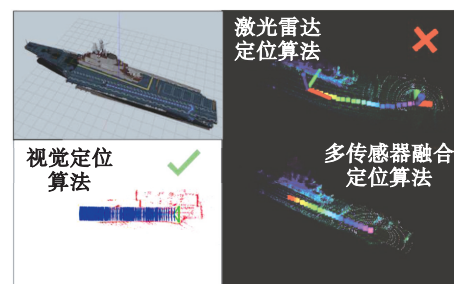 激光雷达
定位算法
视觉定位
算法
多传感器融合
定位算法